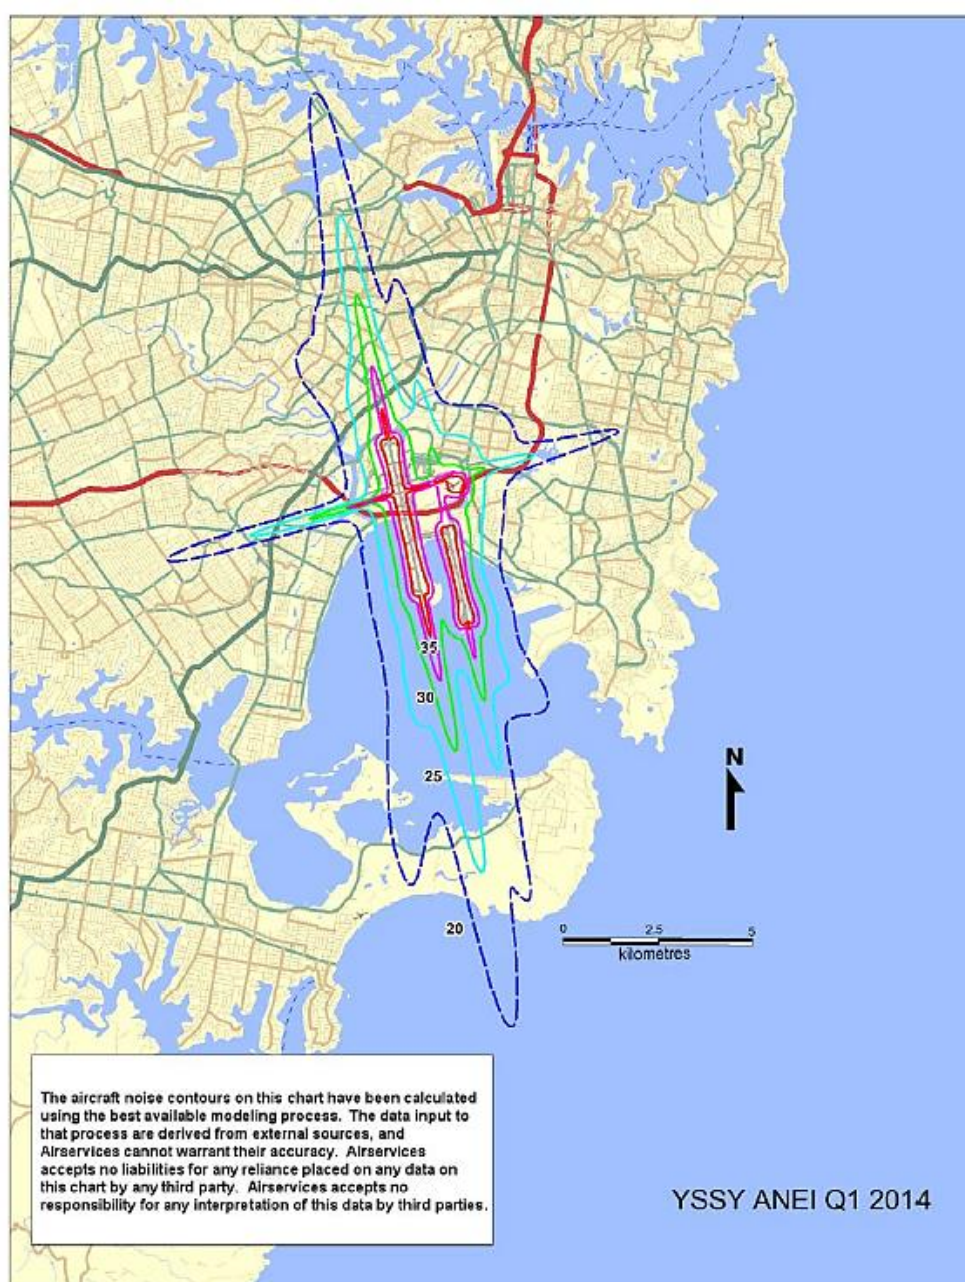 35
30
25
N
20
0 2.5 5
kilometres
The aircraft noise contours on this chart have been calculated
using the best available modeling process. The data input to
that process are derived from external sources, and
Airservices cannot warrant their accuracy. Airservices
accepts no liabilities for any reliance placed on any data on
this chart by any third party. Airservices accepts no
responsibility for any interpretation of this data by third parties.
YSSY ANEI Q1 2014